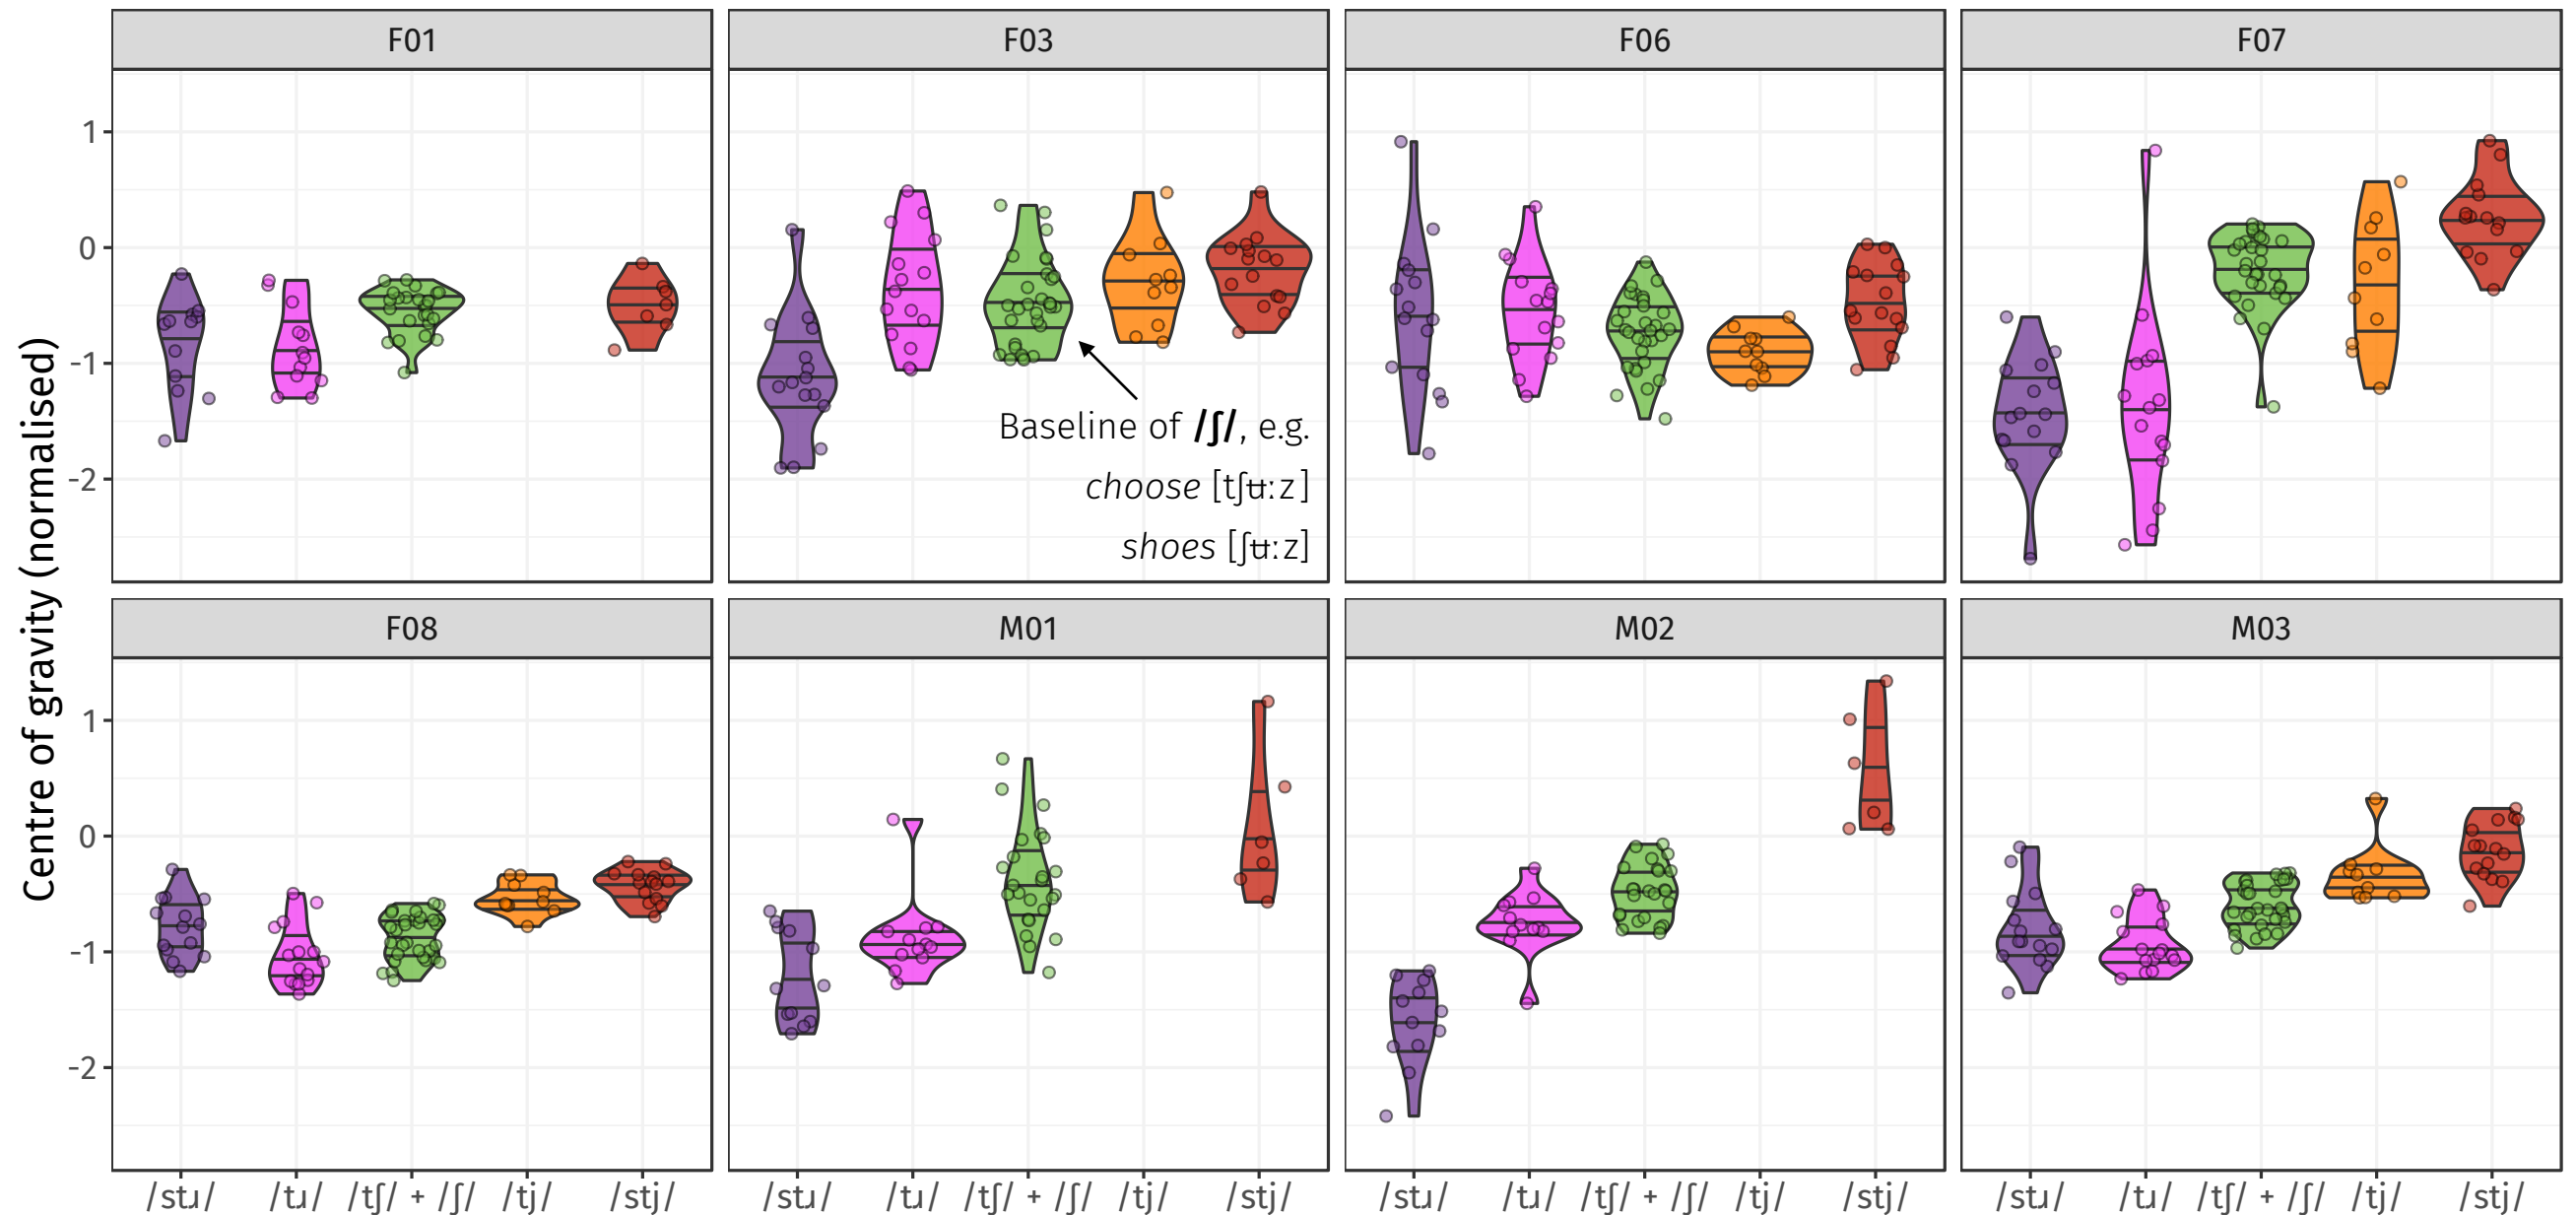 F01 F03 F06 F07
Centre of gravity (normalised)
1
0
-1
-2
Baseline of /ʃ/, e.g.
choose [tʃʉːz]
shoes [ʃʉːz]
F08 M01 M02 M03
1
0
-1
-2
/stɹ/ /tɹ/ /tʃ/ + /ʃ/ /tj/ /stj/ /stɹ/ /tɹ/ /tʃ/ + /ʃ/ /tj/ /stj/ /stɹ/ /tɹ/ /tʃ/ + /ʃ/ /tj/ /stj/ /stɹ/ /tɹ/ /tʃ/ + /ʃ/ /tj/ /stj/